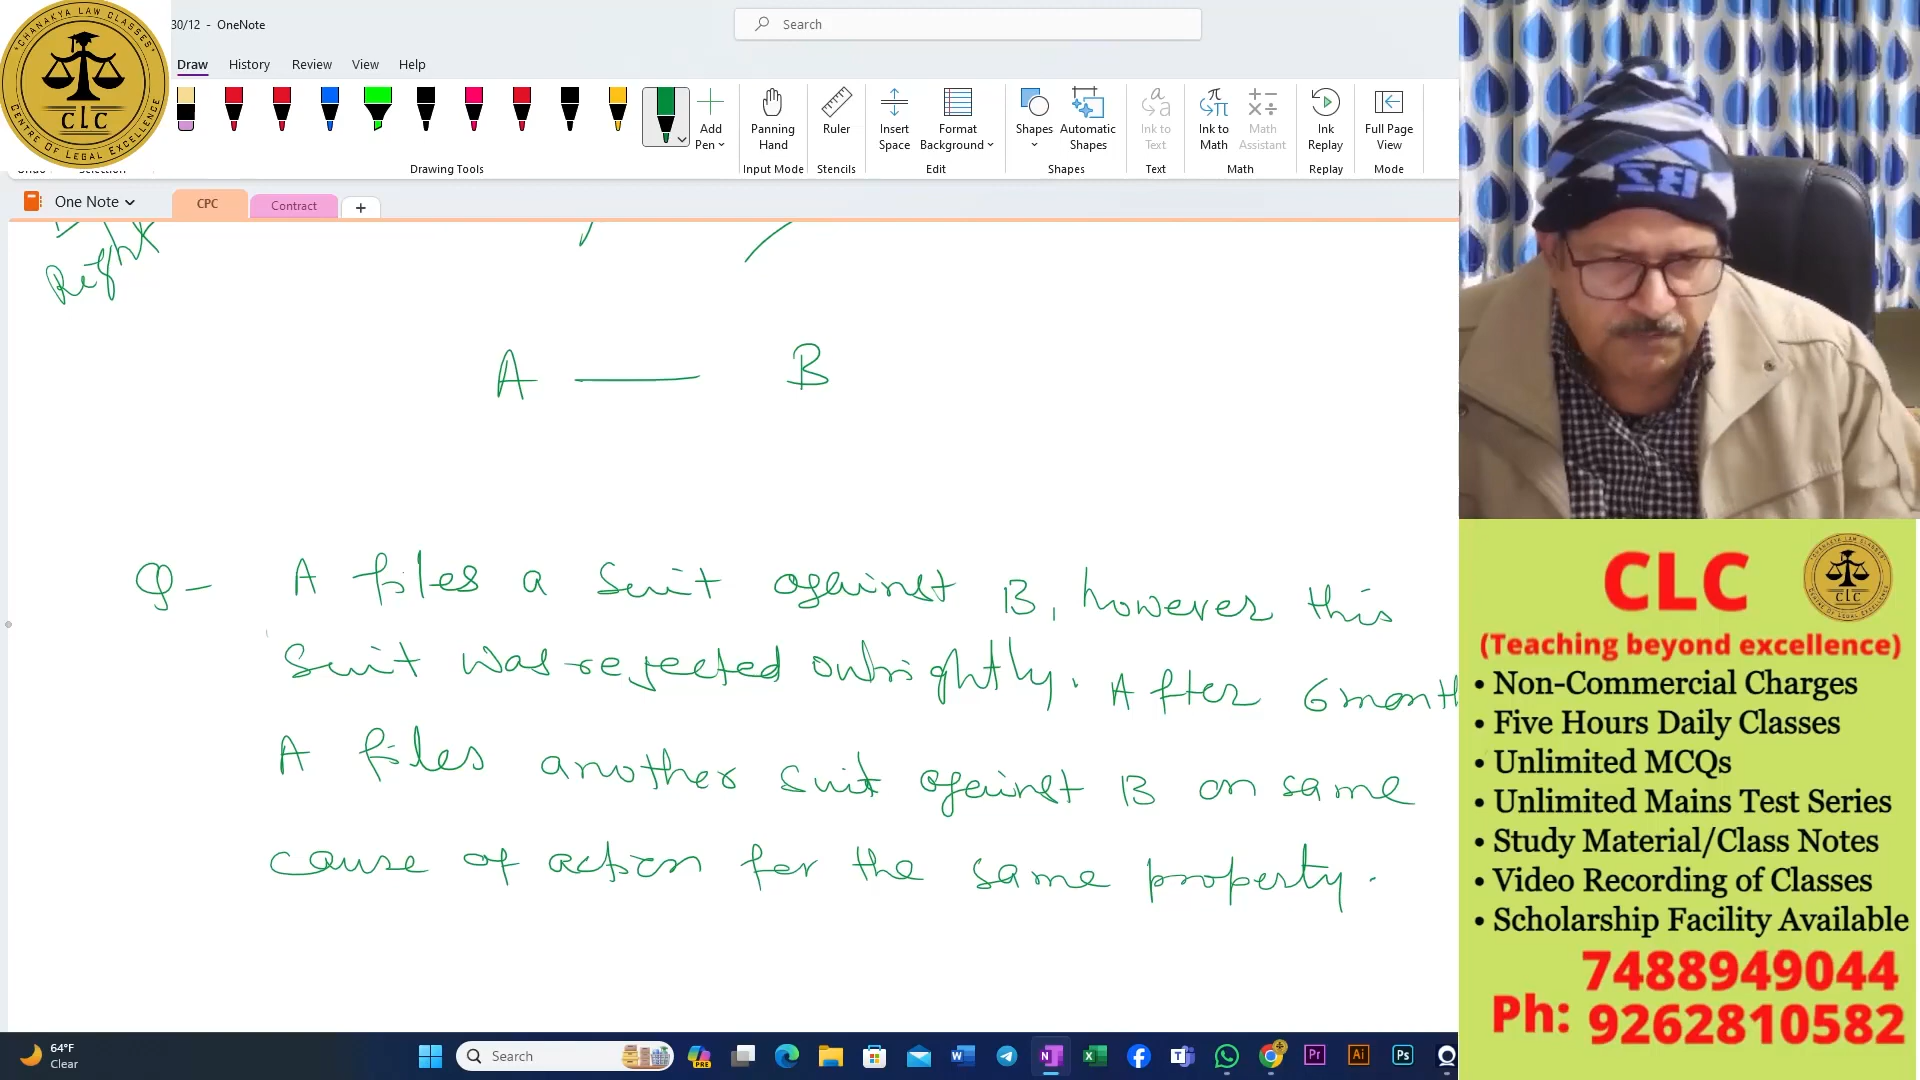 CHANAKYA LAW CLASSES
CENTRE OF LEGAL EXCELLENCE
CLC
30/12 - OneNote
Search
Draw History Review View Help
Add Pen
Panning Hand
Ruler
Insert Space
Format Background
Shapes
Automatic Shapes
Ink to Text
Ink to Math
Math Assistant
Ink Replay
Full Page View
Drawing Tools Input Mode Stencils Edit Shapes Text Math Replay Mode
One Note
CPC
Contract
+
Right
A — B
Q- A files a suit against B, however this
suit was rejected outrightly. After 6 month
A files another suit against B on same
cause of action for the same property.
CLC
(Teaching beyond excellence)
• Non-Commercial Charges
• Five Hours Daily Classes
• Unlimited MCQs
• Unlimited Mains Test Series
• Study Material/Class Notes
• Video Recording of Classes
• Scholarship Facility Available
Ph: 7488949044
9262810582
64°F
Clear
Search